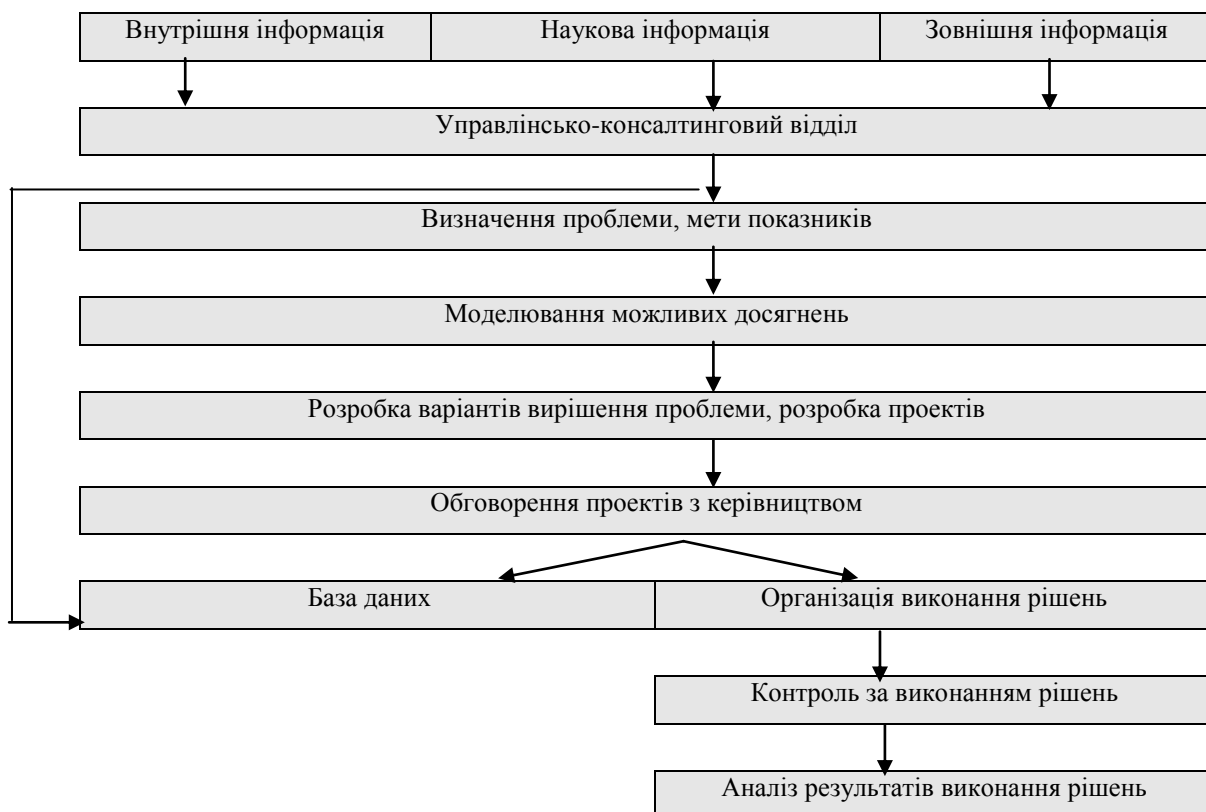 Внутрішня інформація
Наукова інформація
Зовнішня інформація
Управлінсько-консалтинговий відділ
Визначення проблеми, мети показників
Моделювання можливих досягнень
Розробка варіантів вирішення проблеми, розробка проектів
Обговорення проектів з керівництвом
База даних
Організація виконання рішень
Контроль за виконанням рішень
Аналіз результатів виконання рішень